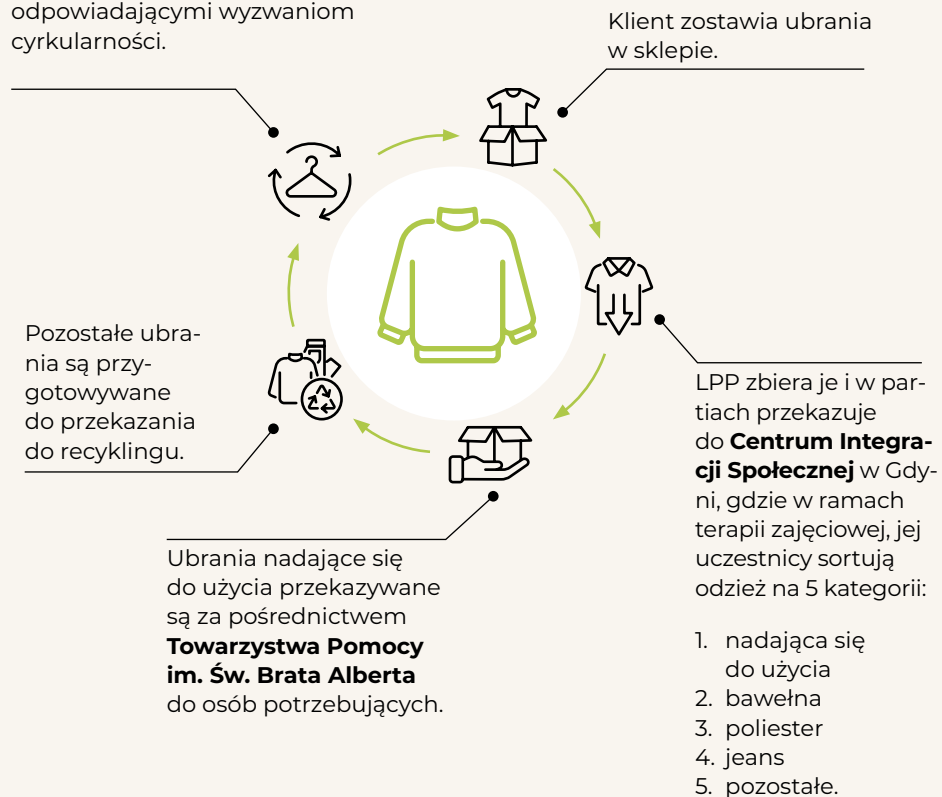 odpowiadającymi wyzwaniom
cyrkularności.
Klient zostawia ubrania
w sklepie.
LPP zbiera je i w par-
tiach przekazuje
do Centrum Integra-
cji Społecznej w Gdy-
ni, gdzie w ramach
terapii zajęciowej, jej
uczestnicy sortują
odzież na 5 kategorii:
1. nadająca się
do użycia
2. bawełna
3. poliester
4. jeans
5. pozostałe.
Ubrania nadające się
do użycia przekazywane
są za pośrednictwem
Towarzystwa Pomocy
im. Św. Brata Alberta
do osób potrzebujących.
Pozostałe ubra-
nia są przy-
gotowywane
do przekazania
do recyklingu.